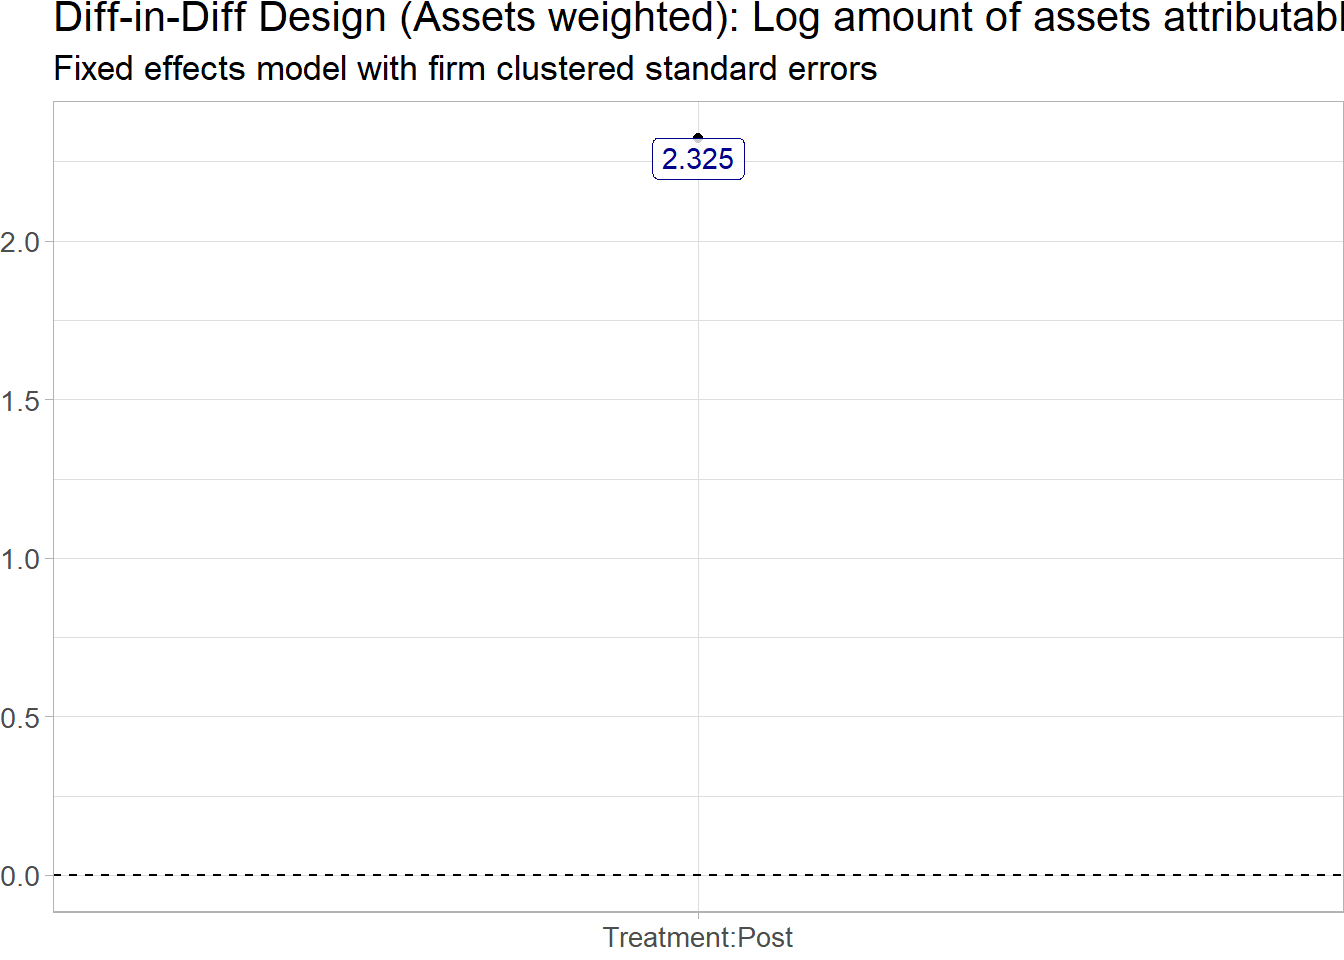 Diff-in-Diff Design (Assets weighted): Log amount of assets
Fixed effects model with firm clustered standard errors
2.325
2.0
1.5
1.0
0.5
0.0
Treatment:Post